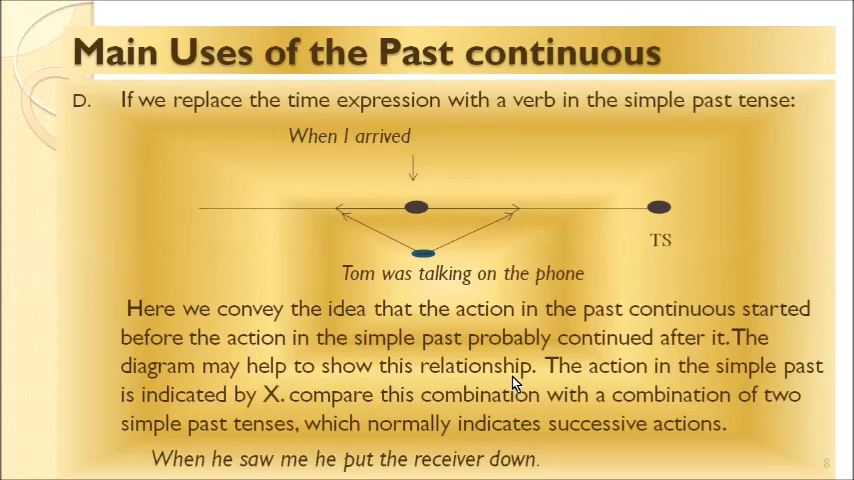 Main Uses of the Past continuous
D. If we replace the time expression with a verb in the simple past tense:
When I arrived
TS
Tom was talking on the phone
Here we convey the idea that the action in the past continuous started
before the action in the simple past probably continued after it. The
diagram may help to show this relationship. The action in the simple past
is indicated by X. compare this combination with a combination of two
simple past tenses, which normally indicates successive actions.
When he saw me he put the receiver down.
8